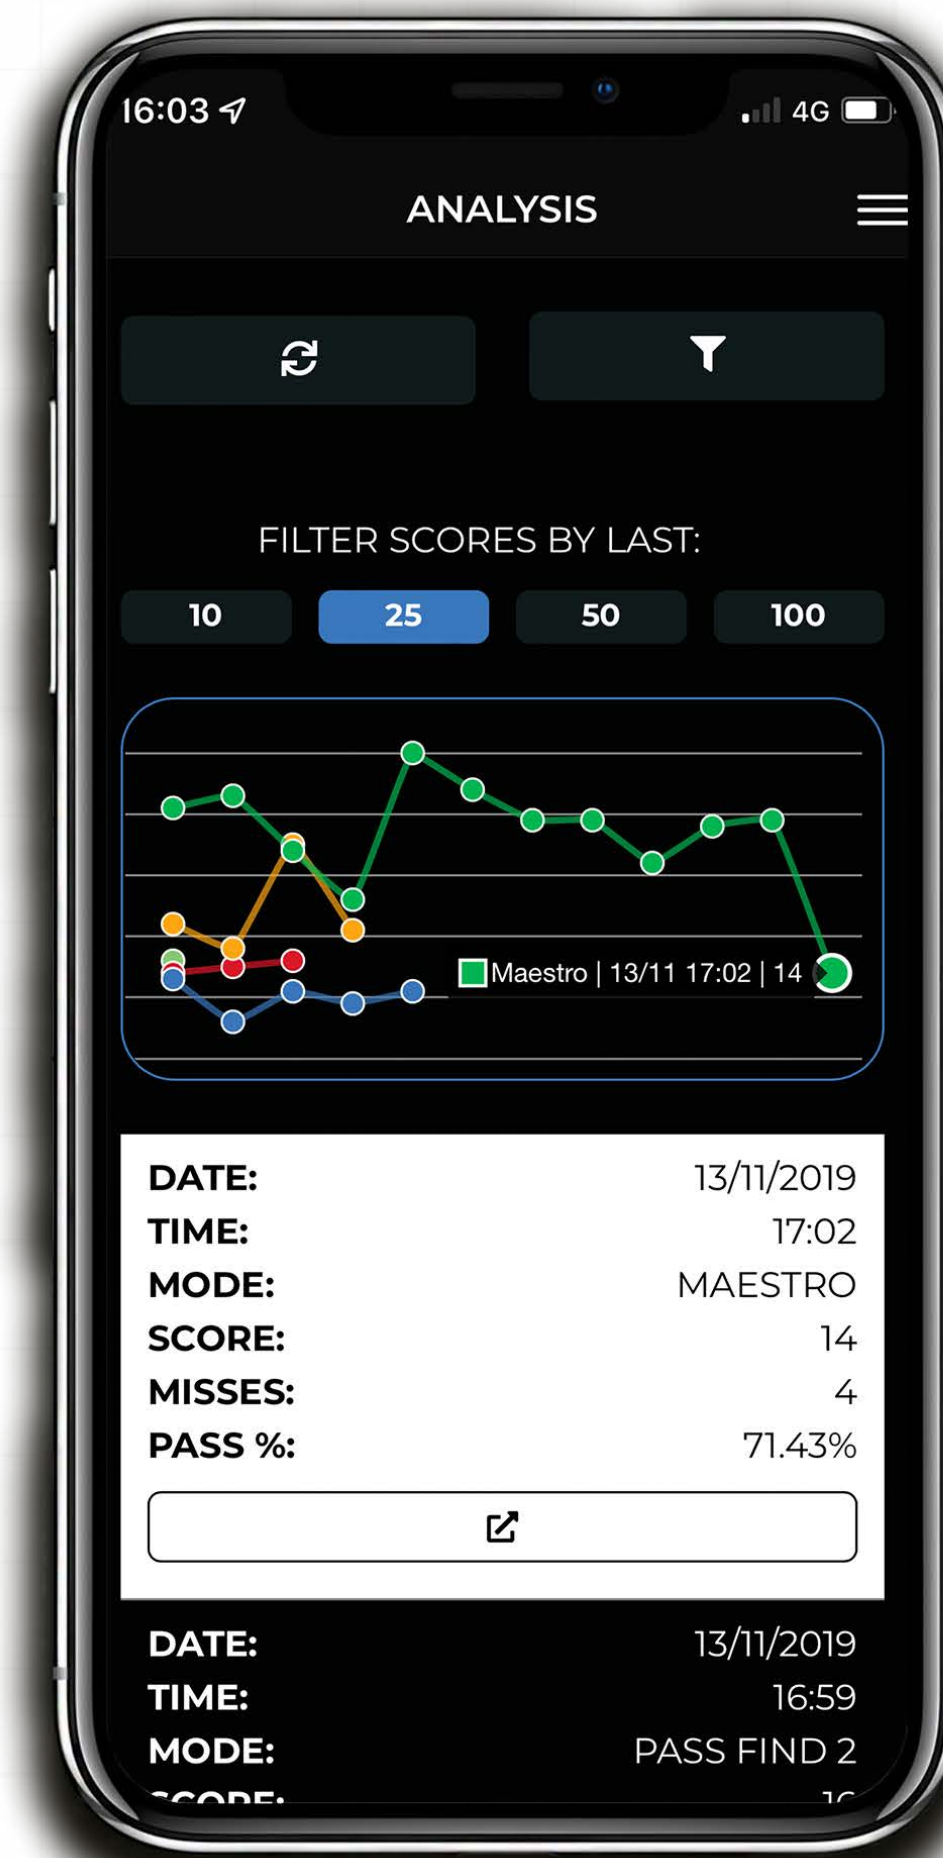 16:03 4G
ANALYSIS
FILTER SCORES BY LAST:
10 25 50 100
Maestro | 13/11 17:02 | 14
DATE: 13/11/2019
TIME: 17:02
MODE: MAESTRO
SCORE: 14
MISSES: 4
PASS %: 71.43%
DATE: 13/11/2019
TIME: 16:59
MODE: PASS FIND 2
SCORE: